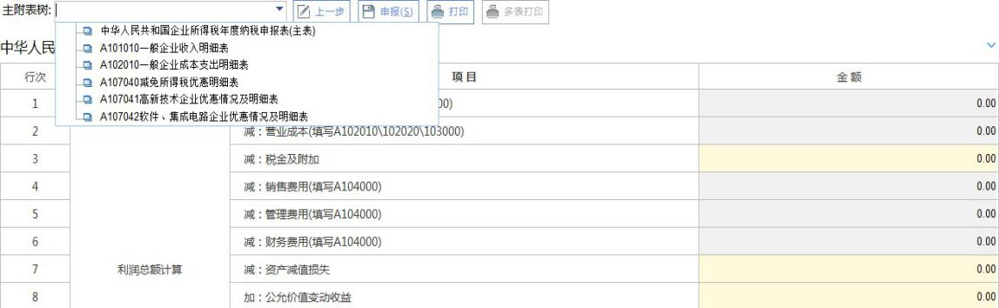 主附表树: 上一步 申报(S) 打印 多表打印
中华人民共和国企业所得税年度纳税申报表(主表)
A101010一般企业收入明细表
中华人民
A102010一般企业成本支出明细表
A107040减免所得税优惠明细表
行次 项 目 金 额
A107041高新技术企业优惠情况及明细表
1 00) 0.00
A107042软件、集成电路企业优惠情况及明细表
2 减：营业成本(填写A102010\102020\103000) 0.00
3 减：税金及附加 0.00
4 减：销售费用(填写A104000) 0.00
5 减：管理费用(填写A104000) 0.00
6 减：财务费用(填写A104000) 0.00
7 利润总额计算 减：资产减值损失 0.00
8 加：公允价值变动收益 0.00